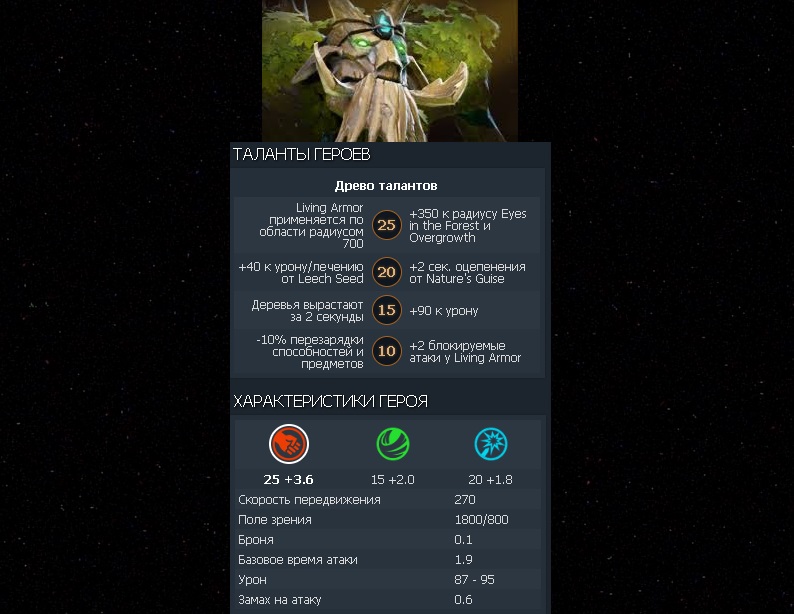 ТАЛАНТЫ ГЕРОЕВ
Древо талантов
Living Armor
применяется по
области радиусом
700
25
+350 к радиусу Eyes
in the Forest и
Overgrowth
+40 к урону/лечению
от Leech Seed
20
+2 сек. оцепенения
от Nature's Guise
Деревья вырастают
за 2 секунды
15
+90 к урону
-10% перезарядки
способностей и
предметов
10
+2 блокируемые
атаки у Living Armor
ХАРАКТЕРИСТИКИ ГЕРОЯ
25 +3.6 15 +2.0 20 +1.8
Скорость передвижения 270
Поле зрения 1800/800
Броня 0.1
Базовое время атаки 1.9
Урон 87 - 95
Замах на атаку 0.6